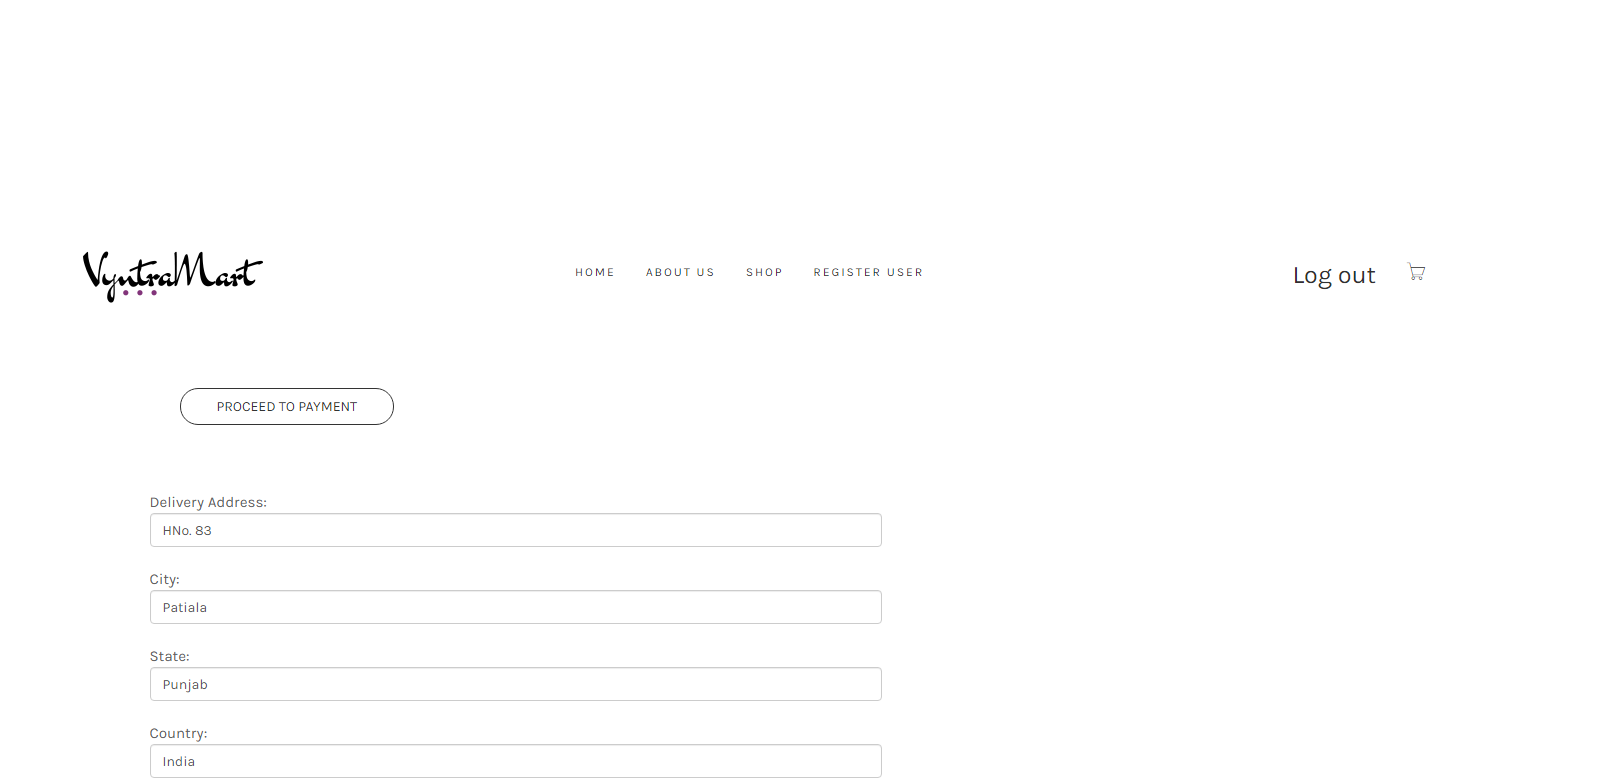 VyntraMart
HOME ABOUT US SHOP REGISTER USER
Log out
PROCEED TO PAYMENT
Delivery Address:
HNo. 83
City:
Patiala
State:
Punjab
Country:
India